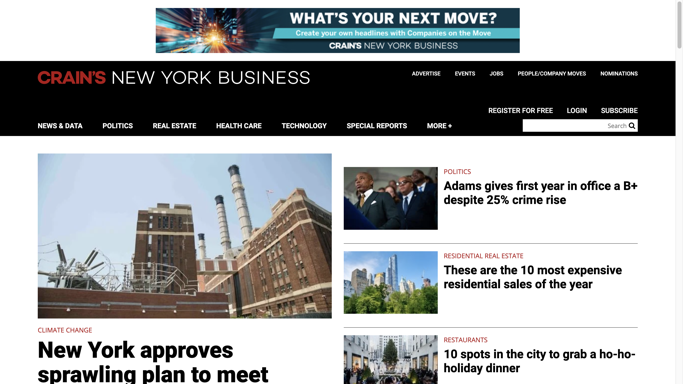 WHAT'S YOUR NEXT MOVE?
Create your own headlines with Companies on the Move
CRAIN'S NEW YORK BUSINESS
CRAIN'S NEW YORK BUSINESS
ADVERTISE EVENTS JOBS PEOPLE/COMPANY MOVES NOMINATIONS
REGISTER FOR FREE LOGIN SUBSCRIBE
NEWS & DATA POLITICS REAL ESTATE HEALTH CARE TECHNOLOGY SPECIAL REPORTS MORE +
Search
CLIMATE CHANGE
New York approves
sprawling plan to meet
POLITICS
Adams gives first year in office a B+
despite 25% crime rise
RESIDENTIAL REAL ESTATE
These are the 10 most expensive
residential sales of the year
RESTAURANTS
10 spots in the city to grab a ho-ho-
holiday dinner